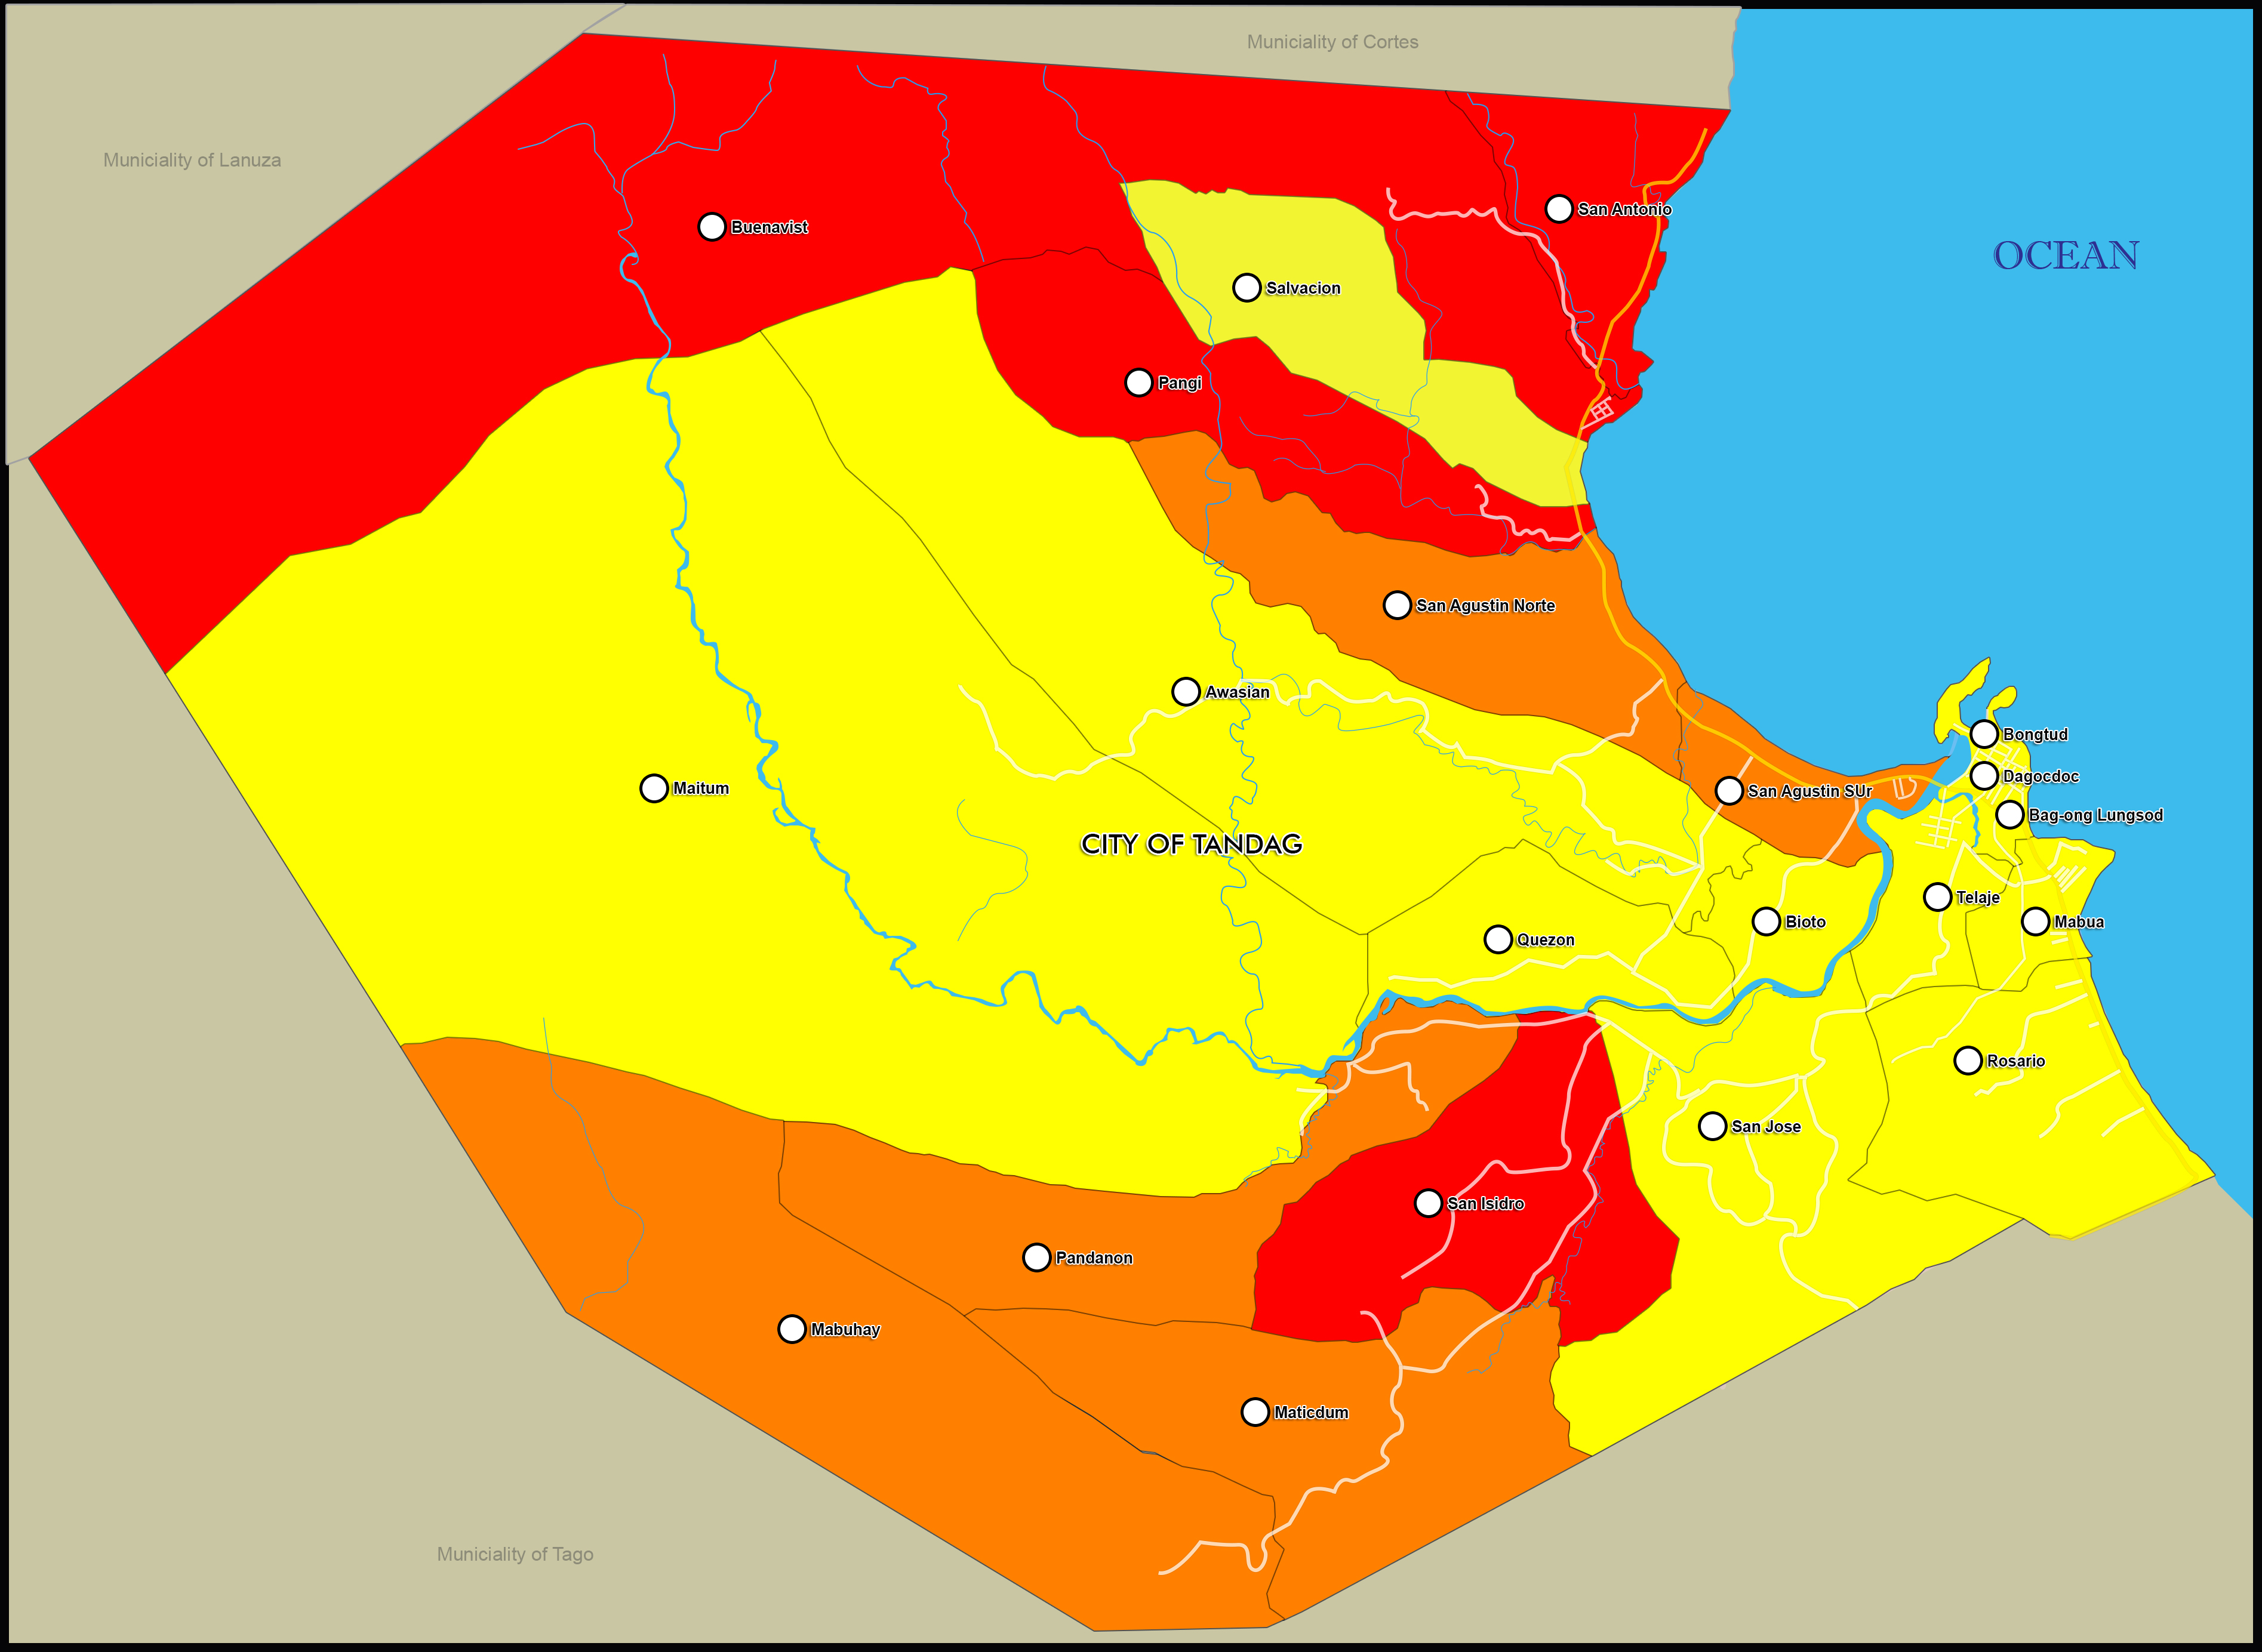 Municiality of Cortes
Municiality of Lanuza
San Antonio
Buenavist
OCEAN
Salvacion
Pangi
San Agustin Norte
Awasian
Bongtud
Dagocdoc
Maitum
San Agustin SUr
Bag-ong Lungsod
CITY OF TANDAG
Telaje
Bioto
Mabua
Quezon
Rosario
San Jose
San Isidro
Pandanon
Mabuhay
Maticdum
Municiality of Tago